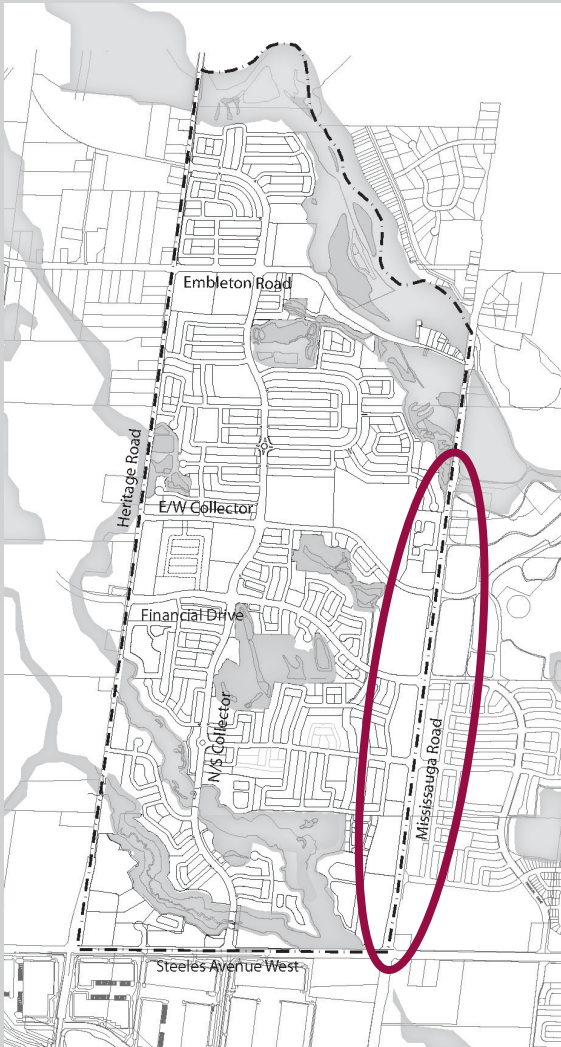 Embleton Road
Heritage Road
E/W Collector
Financial Drive
N/S Collector
Mississauga Road
Steeles Avenue West